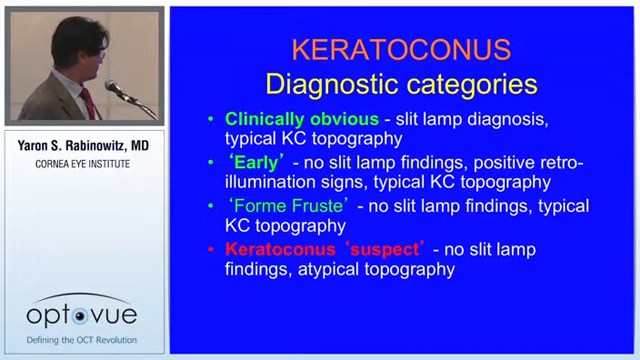 KERATOCONUS
Diagnostic categories
• Clinically obvious - slit lamp diagnosis,
typical KC topography
• ‘Early’ - no slit lamp findings, positive retro-
illumination signs, typical KC topography
• ‘Forme Fruste’ - no slit lamp findings, typical
KC topography
• Keratoconus ‘suspect’ - no slit lamp
findings, atypical topography
Yaron S. Rabinowitz, MD
CORNEA EYE INSTITUTE
optovue
Defining the OCT Revolution